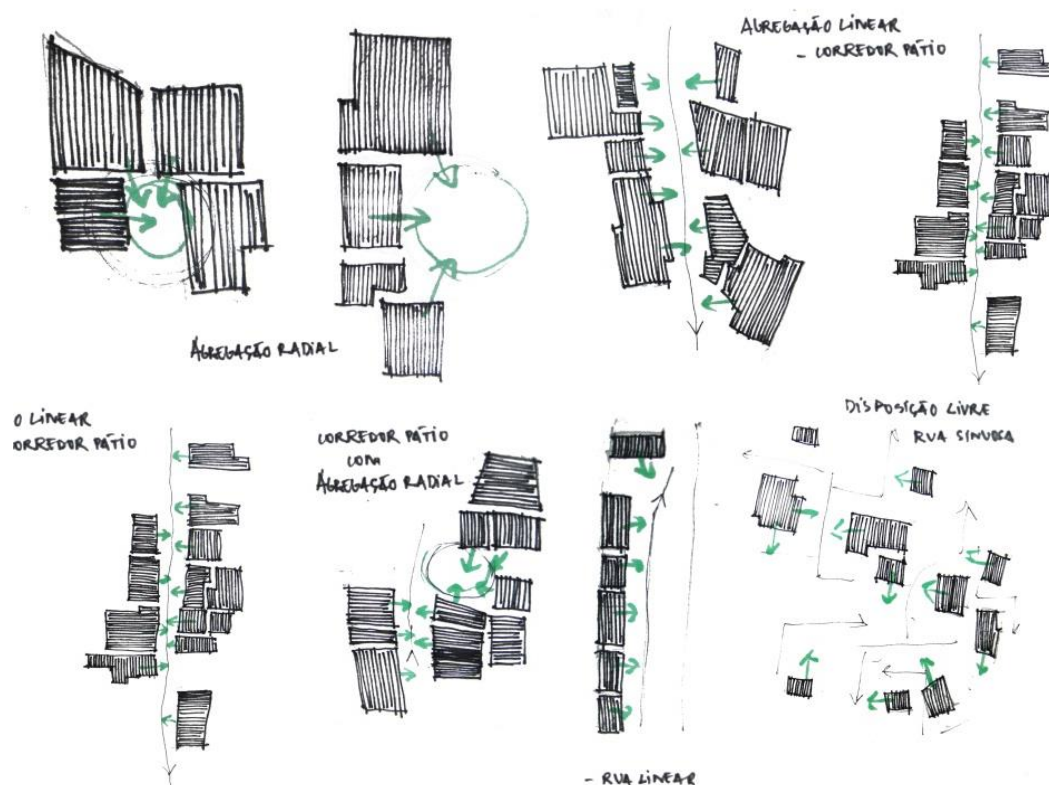 AGREGAÇÃO LINEAR
- CORREDOR PÁTIO
AGREGAÇÃO RADIAL
O LINEAR
ORREDOR PÁTIO
CORREDOR PÁTIO
COM
AGREGAÇÃO RADIAL
DISPOSIÇÃO LIVRE
RUA SINUOSA
- RUA LINEAR